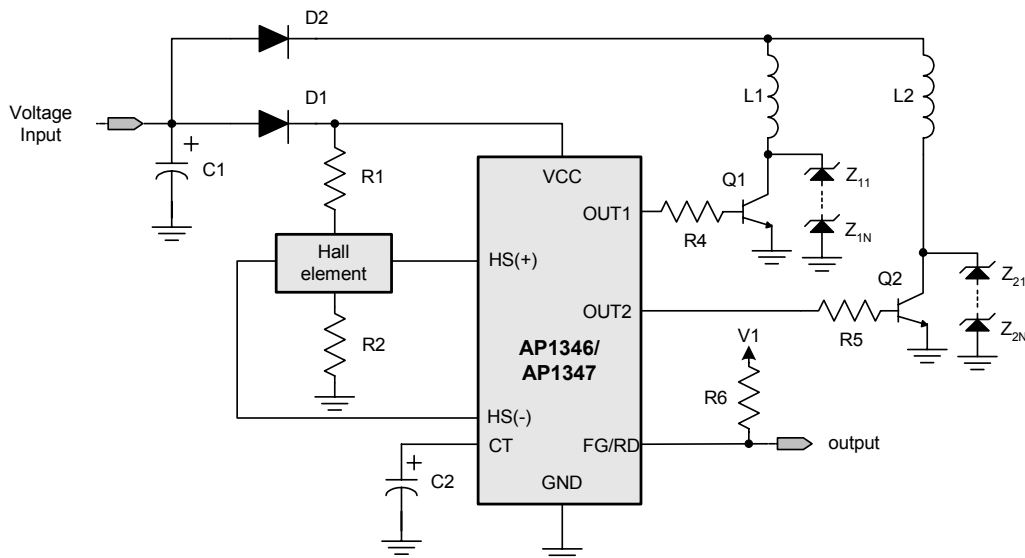 D2
D1
Voltage
Input
+
C1
R1
L1
L2
VCC
Q1
Z11
OUT1
R4
Z1N
Hall
element
HS(+)
Q2
Z21
OUT2
R5
Z2N
R2
V1
AP1346/
AP1347
R6
HS(-)
CT
FG/RD
output
+
C2
GND